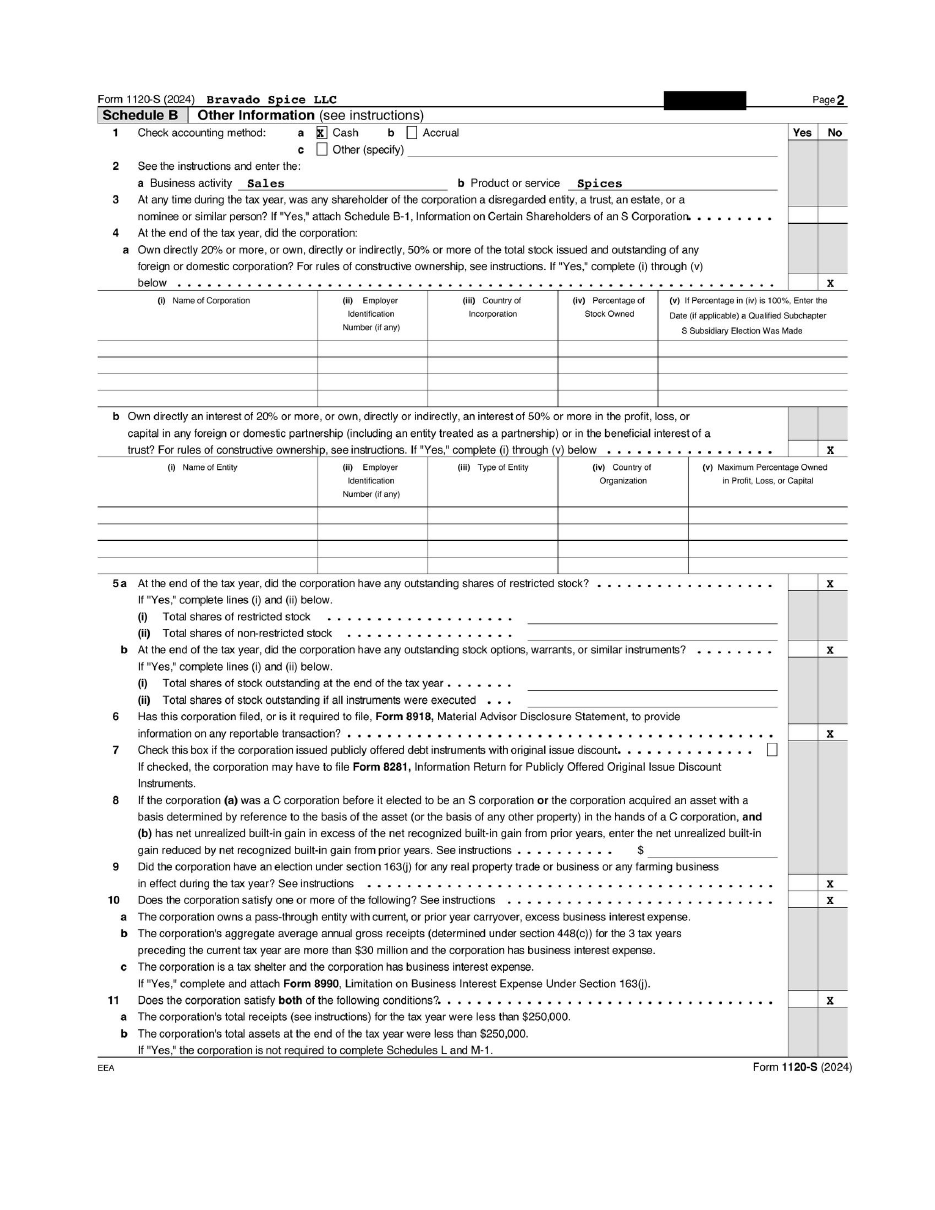 Form 1120-S (2024) Bravado Spice LLC Page 2
Schedule B Other Information (see instructions)
1 Check accounting method: a X Cash b Accrual Yes No
c Other (specify)
2 See the instructions and enter the:
a Business activity Sales b Product or service Spices
3 At any time during the tax year, was any shareholder of the corporation a disregarded entity, a trust, an estate, or a
nominee or similar person? If "Yes," attach Schedule B-1, Information on Certain Shareholders of an S Corporation. . . . . . . . .
4 At the end of the tax year, did the corporation:
a Own directly 20% or more, or own, directly or indirectly, 50% or more of the total stock issued and outstanding of any
foreign or domestic corporation? For rules of constructive ownership, see instructions. If "Yes," complete (i) through (v)
below . . . . . . . . . . . . . . . . . . . . . . . . . . . . . . . . . . . . . . . . . . . . . . . . . . . . . X
(i) Name of Corporation (ii) Employer (iii) Country of (iv) Percentage of (v) If Percentage in (iv) is 100%, Enter the
Identification Incorporation Stock Owned Date (if applicable) a Qualified Subchapter
Number (if any) S Subsidiary Election Was Made
b Own directly an interest of 20% or more, or own, directly or indirectly, an interest of 50% or more in the profit, loss, or
capital in any foreign or domestic partnership (including an entity treated as a partnership) or in the beneficial interest of a
trust? For rules of constructive ownership, see instructions. If "Yes," complete (i) through (v) below . . . . . . . . . . . . . . . X
(i) Name of Entity (ii) Employer (iii) Type of Entity (iv) Country of (v) Maximum Percentage Owned
Identification Organization in Profit, Loss, or Capital
Number (if any)
5a At the end of the tax year, did the corporation have any outstanding shares of restricted stock? . . . . . . . . . . . . . . . . X
If "Yes," complete lines (i) and (ii) below.
(i) Total shares of restricted stock . . . . . . . . . . . . . . . . . .
(ii) Total shares of non-restricted stock . . . . . . . . . . . . . . . .
b At the end of the tax year, did the corporation have any outstanding stock options, warrants, or similar instruments? . . . . . . . X
If "Yes," complete lines (i) and (ii) below.
(i) Total shares of stock outstanding at the end of the tax year . . . . . . .
(ii) Total shares of stock outstanding if all instruments were executed . . .
6 Has this corporation filed, or is it required to file, Form 8918, Material Advisor Disclosure Statement, to provide
information on any reportable transaction? . . . . . . . . . . . . . . . . . . . . . . . . . . . . . . . . . . . . . X
7 Check this box if the corporation issued publicly offered debt instruments with original issue discount. . . . . . . . . . . . .
If checked, the corporation may have to file Form 8281, Information Return for Publicly Offered Original Issue Discount
Instruments.
8 If the corporation (a) was a C corporation before it elected to be an S corporation or the corporation acquired an asset with a
basis determined by reference to the basis of the asset (or the basis of any other property) in the hands of a C corporation, and
(b) has net unrealized built-in gain in excess of the net recognized built-in gain from prior years, enter the net unrealized built-in
gain reduced by net recognized built-in gain from prior years. See instructions . . . . . . . . . . $
9 Did the corporation have an election under section 163(j) for any real property trade or business or any farming business
in effect during the tax year? See instructions . . . . . . . . . . . . . . . . . . . . . . . . . . . . . . . . . . . . X
10 Does the corporation satisfy one or more of the following? See instructions . . . . . . . . . . . . . . . . . . . . . . . . X
a The corporation owns a pass-through entity with current, or prior year carryover, excess business interest expense.
b The corporation's aggregate average annual gross receipts (determined under section 448(c)) for the 3 tax years
preceding the current tax year are more than $30 million and the corporation has business interest expense.
c The corporation is a tax shelter and the corporation has business interest expense.
If "Yes," complete and attach Form 8990, Limitation on Business Interest Expense Under Section 163(j).
11 Does the corporation satisfy both of the following conditions? . . . . . . . . . . . . . . . . . . . . . . . . . . . . . . X
a The corporation's total receipts (see instructions) for the tax year were less than $250,000.
b The corporation's total assets at the end of the tax year were less than $250,000.
If "Yes," the corporation is not required to complete Schedules L and M-1.
EEA Form 1120-S (2024)